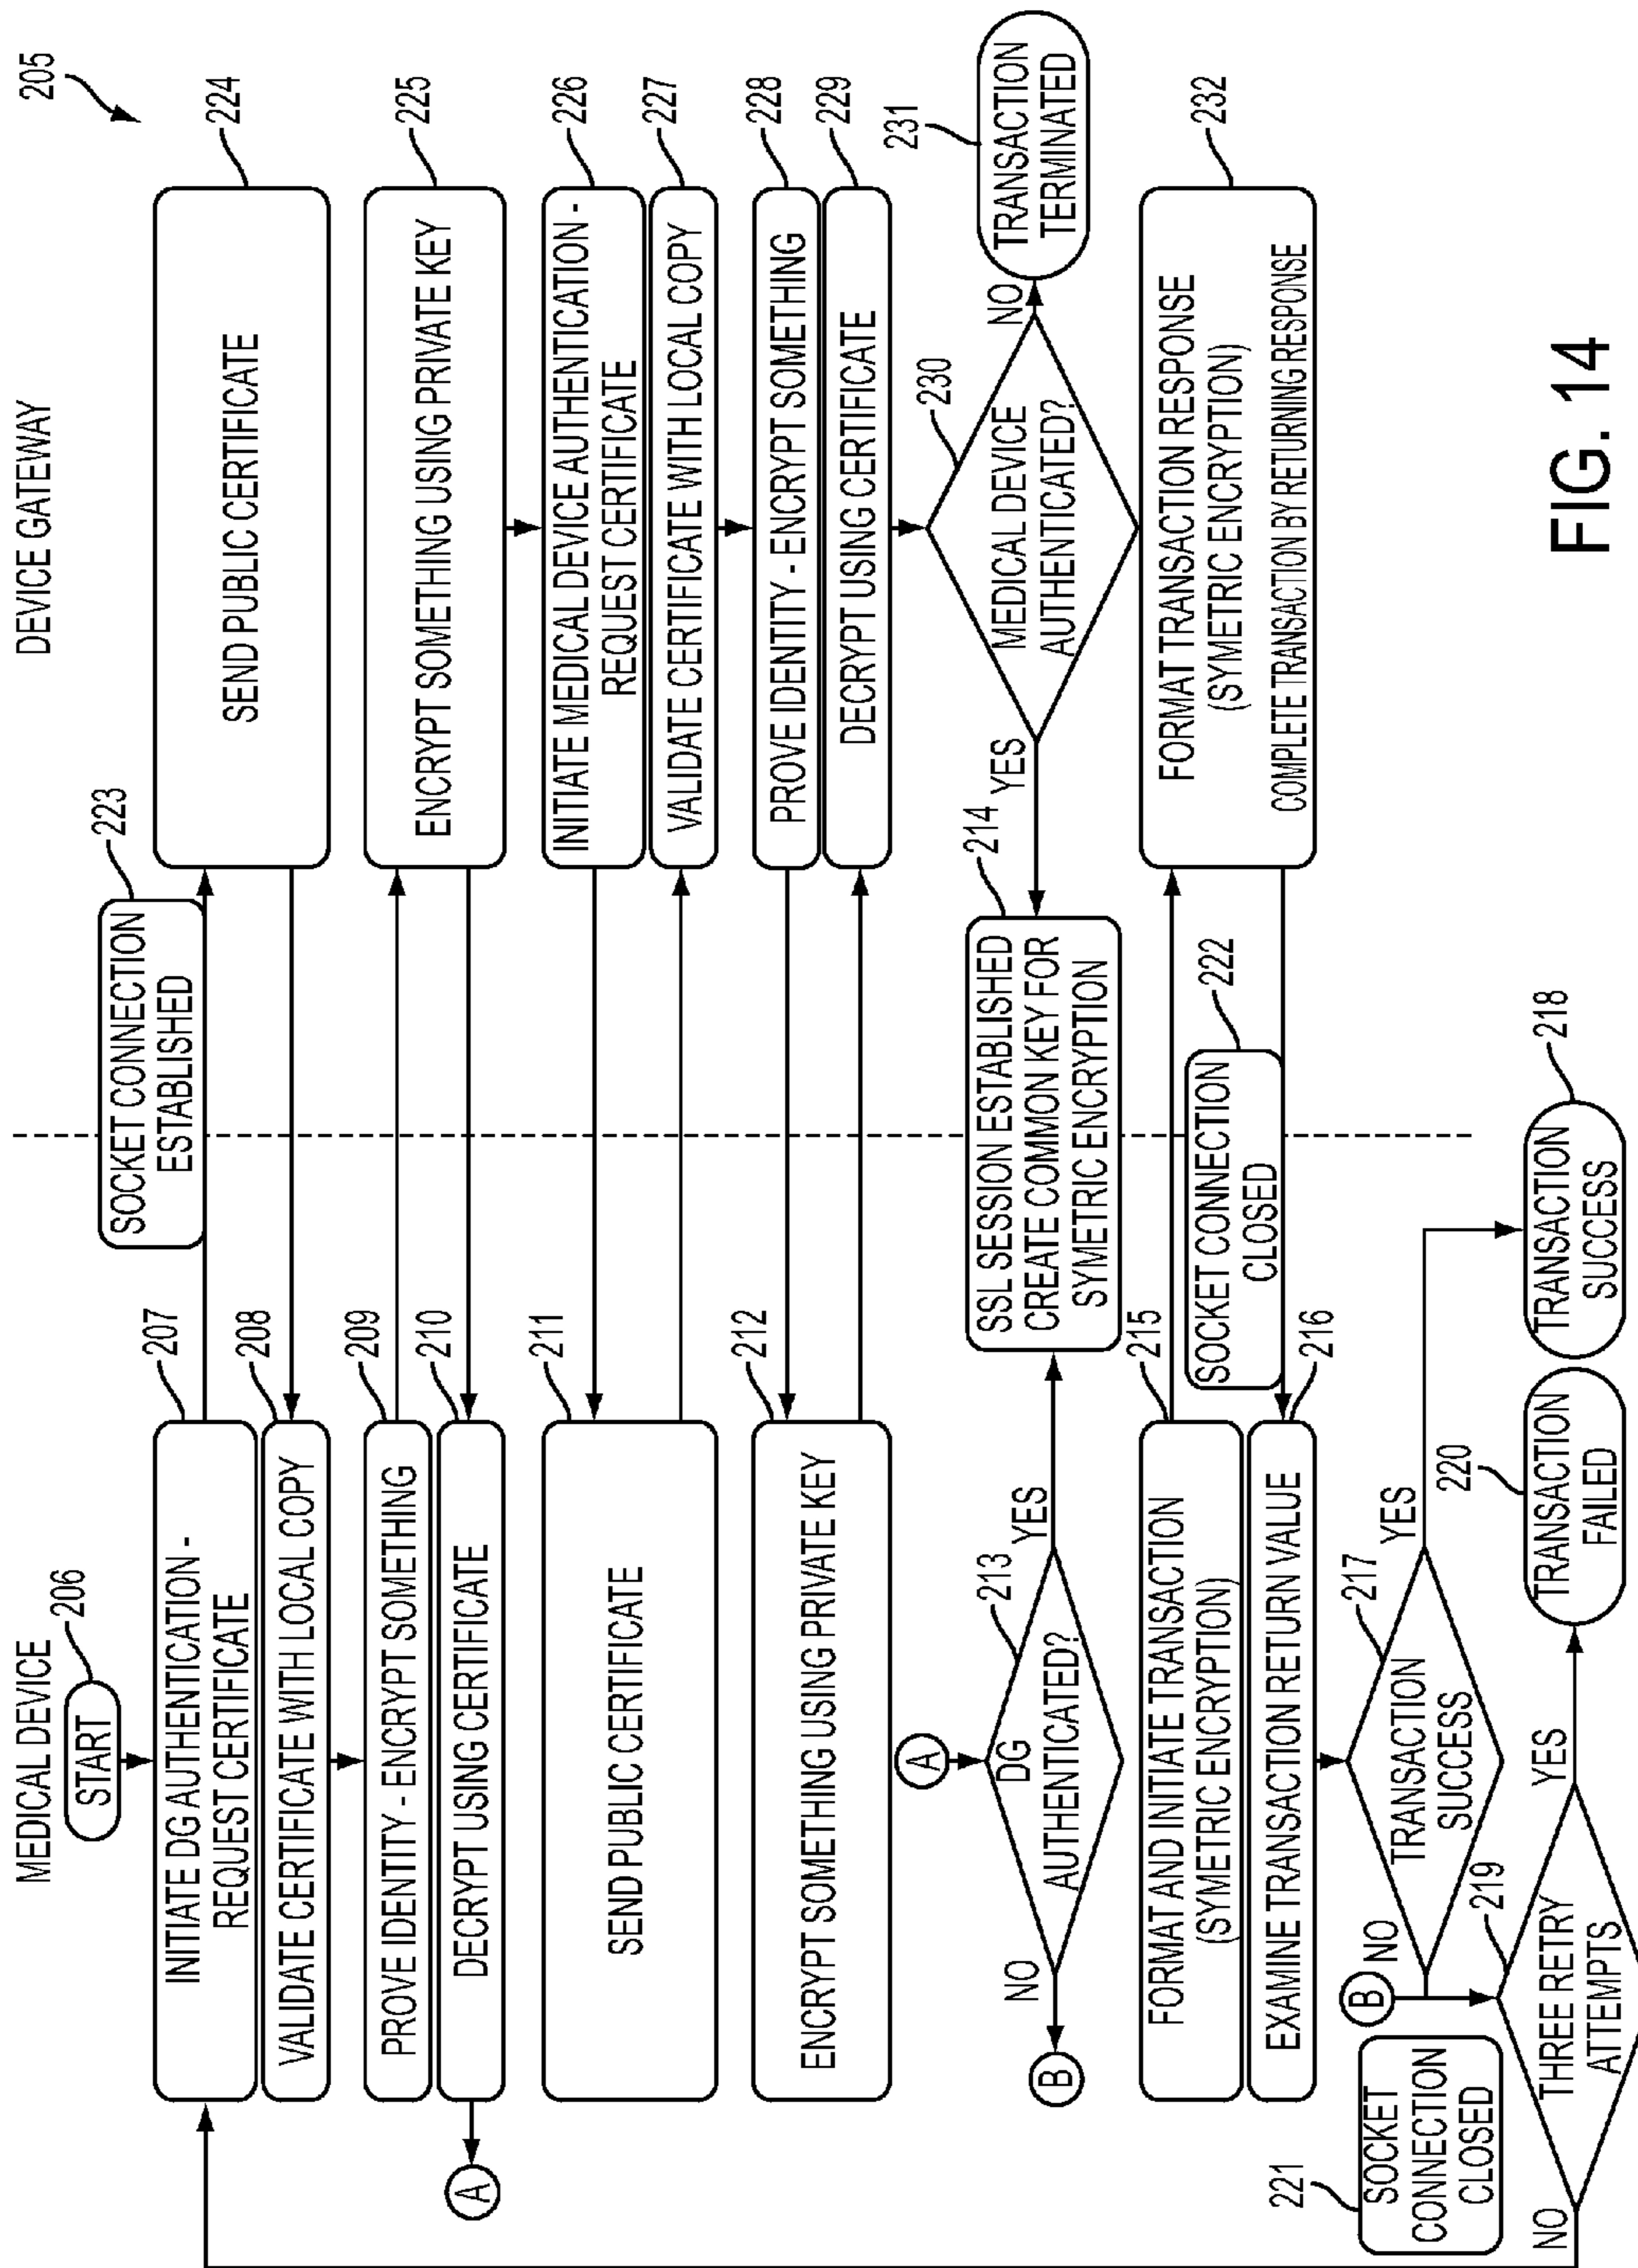 205
MEDICAL DEVICE
DEVICE GATEWAY
206
START
207
INITIATE DG AUTHENTICATION -
REQUEST CERTIFICATE
223
SOCKET CONNECTION
ESTABLISHED
224
SEND PUBLIC CERTIFICATE
208
VALIDATE CERTIFICATE WITH LOCAL COPY
209
PROVE IDENTITY - ENCRYPT SOMETHING
225
ENCRYPT SOMETHING USING PRIVATE KEY
210
DECRYPT USING CERTIFICATE
A
226
INITIATE MEDICAL DEVICE AUTHENTICATION -
REQUEST CERTIFICATE
211
SEND PUBLIC CERTIFICATE
227
VALIDATE CERTIFICATE WITH LOCAL COPY
228
PROVE IDENTITY - ENCRYPT SOMETHING
212
ENCRYPT SOMETHING USING PRIVATE KEY
229
DECRYPT USING CERTIFICATE
A
213
DG
AUTHENTICATED?
NO
B
YES
214
SSL SESSION ESTABLISHED
CREATE COMMON KEY FOR
SYMETRIC ENCRYPTION
YES
230
MEDICAL DEVICE
AUTHENTICATED?
NO
231
TRANSACTION
TERMINATED
215
FORMAT AND INITIATE TRANSACTION
(SYMETRIC ENCRYPTION)
232
FORMAT TRANSACTION RESPONSE
(SYMETRIC ENCRYPTION)
COMPLETE TRANSACTION BY RETURNING RESPONSE
222
SOCKET CONNECTION
CLOSED
216
EXAMINE TRANSACTION RETURN VALUE
217
TRANSACTION
SUCCESS
NO
YES
B
221
SOCKET
CONNECTION
CLOSED
219
THREE RETRY
ATTEMPTS
NO
YES
220
TRANSACTION
FAILED
218
TRANSACTION
SUCCESS
FIG. 14